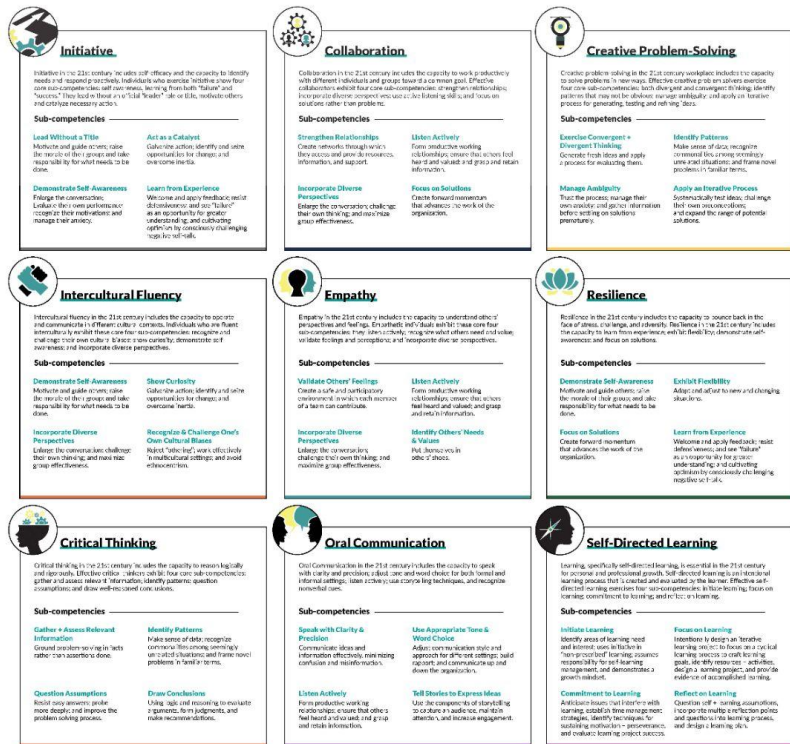 Initiative
Initiative in the 21st century includes self-efficacy and the capacity to identify
needs and respond proactively. Individuals who exercise initiative show four
core sub-competencies: self awareness, learning from both "failure" and
"success." They lead without an official "leader" role or title, motivate others
and catalyze necessary action.
Sub-competencies
Lead Without a Title
Motivate and guide others; raise
the morale of their groups; and take
responsibility for what needs to be
done.
Act as a Catalyst
Galvanize action; identify and seize
opportunities for change; and
overcome inertia.
Demonstrate Self-Awareness
Enlarge the conversation;
Evaluate their own performance
recognize their motivations; and
manage their anxiety.
Learn from Experience
Welcome and apply feedback; resist
defensiveness; and see "failure"
as an opportunity for greater
understanding; and cultivating
optimism by consciously challenging
negative self-talk.
Collaboration
Collaboration in the 21st century includes the capacity to work productively
with different individuals and groups toward a common goal. Effective
collaborators exhibit four core sub-competencies: strengthen relationships;
incorporate diverse perspectives; use active listening skills; and focus on
solutions rather than problems.
Sub-competencies
Strengthen Relationships
Create networks through which
they access and provide resources,
information, and support.
Listen Actively
Form productive working
relationships; ensure that others feel
heard and valued; and grasp and retain
information.
Incorporate Diverse
Perspectives
Enlarge the conversation; challenge
their own thinking; and maximize
group effectiveness.
Focus on Solutions
Create forward momentum
that advances the work of the
organization.
Creative Problem-Solving
Creative problem-solving in the 21st century workplace includes the capacity
to solve problems in new ways. Effective creative problem solvers exercise
four core sub-competencies: both divergent and convergent thinking; identify
patterns that may not be obvious; manage ambiguity; and apply an iterative
process for generating, testing and refining ideas.
Sub-competencies
Exercise Convergent +
Divergent Thinking
Generate fresh ideas and apply
a process for evaluating them.
Identify Patterns
Make sense of data; recognize
commonalities among seemingly
unrelated situations; and frame novel
problems in familiar terms.
Manage Ambiguity
Trust the process; manage their
own anxiety; and gather information
before settling on solutions
prematurely.
Apply an Iterative Process
Systematically test ideas; challenge
their own preconceptions;
and expand the range of potential
solutions.
Intercultural Fluency
Intercultural fluency in the 21st century includes the capacity to operate
and communicate in different cultural contexts. Individuals who are fluent
interculturally exhibit these core four sub-competencies: recognize and
challenge their own cultural biases; show curiosity, demonstrate self
awareness; and incorporate diverse perspectives.
Sub-competencies
Demonstrate Self-Awareness
Motivate and guide others; raise
the morale of their groups; and take
responsibility for what needs to be
done.
Show Curiosity
Galvanize action; identify and seize
opportunities for change; and
overcome inertia.
Incorporate Diverse
Perspectives
Enlarge the conversation; challenge
their own thinking; and maximize
group effectiveness.
Recognize & Challenge One's
Own Cultural Biases
Reject "othering"; work effectively
in multicultural settings; and avoid
ethnocentrism.
Empathy
Empathy in the 21st century includes the capacity to understand others'
perspectives and feelings. Empathetic individuals exhibit these core four
sub-competencies: they listen actively; recognize what others need and value;
validate feelings and perceptions; and incorporate diverse perspectives.
Sub-competencies
Validate Others' Feelings
Create a safe and participatory
environment in which each member
of a team can contribute.
Listen Actively
Form productive working
relationships; ensure that others
feel heard and valued; and grasp
and retain information.
Incorporate Diverse
Perspectives
Enlarge the conversation;
challenge their own thinking; and
maximize group effectiveness.
Identify Others' Needs
& Values
Put themselves in
others' shoes.
Resilience
Resilience in the 21st century includes the capacity to bounce back in the
face of stress, challenge, and adversity. Resilience in the 21st century includes
the capacity to learn from experience; exhibit flexibility; demonstrate self-
awareness; and focus on solutions.
Sub-competencies
Demonstrate Self-Awareness
Motivate and guide others; raise
the morale of their groups; and take
responsibility for what needs to be
done.
Exhibit Flexibility
Adapt and adjust to new and changing
situations.
Focus on Solutions
Create forward momentum
that advances the work of the
organization.
Learn from Experience
Welcome and apply feedback; resist
defensiveness; and one "failure"
as an opportunity for greater
understanding; and cultivating
optimism by consciously challenging
negative self-talk.
Critical Thinking
Critical thinking in the 21st century includes the capacity to reason logically
and rigorously. Effective critical thinkers exhibit four core sub-competencies:
gather and assess relevant information; identify patterns; question
assumptions; and draw well-reasoned conclusions.
Sub-competencies
Gather + Assess Relevant
Information
Ground problem-solving in facts
rather than assertions alone.
Identify Patterns
Make sense of data; recognize
commonalities among seemingly
unrelated situations; and frame novel
problems in familiar terms.
Question Assumptions
Resist easy answers; probe
more deeply; and improve the
problem solving process.
Draw Conclusions
Using logic and reasoning to evaluate
arguments, form judgments, and
make recommendations.
Oral Communication
Oral Communication in the 21st century includes the capacity to speak
with clarity and precision; adjust tone and word choice for both formal and
informal settings; listen actively; use storytelling techniques, and recognize
nonverbal cues.
Sub-competencies
Speak with Clarity &
Precision
Communicate ideas and
information effectively, minimizing
confusion and misinformation.
Use Appropriate Tone &
Word Choice
Adjust communication style and
approach for different settings; build
rapport; and communicate up and
down the organization.
Listen Actively
Form productive working
relationships; ensure that others
feel heard and valued; and grasp
and retain information.
Tell Stories to Express Ideas
Use the components of storytelling
to capture an audience, maintain
attention, and increase engagement.
Self-Directed Learning
Learning, specifically self-directed learning, is essential in the 21st century
for personal and professional growth. Self-directed learning is an intentional
learning process that is created and evaluated by the learner. Effective self-
directed learning exercises four sub-competencies: initiate learning; focus on
learning; commitment to learning; and reflect on learning.
Sub-competencies
Initiate Learning
Identify areas of learning need
and interest; uses initiative in
"non-prescribed" learning; assumes
responsibility for self-learning
management, and demonstrates a
growth mindset.
Focus on Learning
Intentionally design an iterative
learning project to focus on a cyclical
learning process to craft learning
goals, identify resources + activities,
design a learning project, and provide
evidence of accomplished learning.
Commitment to Learning
Anticipate issues that interfere with
learning, establish time management
strategies, identify techniques for
sustaining motivation + perseverance,
and evaluate learning project success.
Reflect on Learning
Question self + learning assumptions,
incorporate multiple reflection points
and questions into learning process,
and design a learning plan.